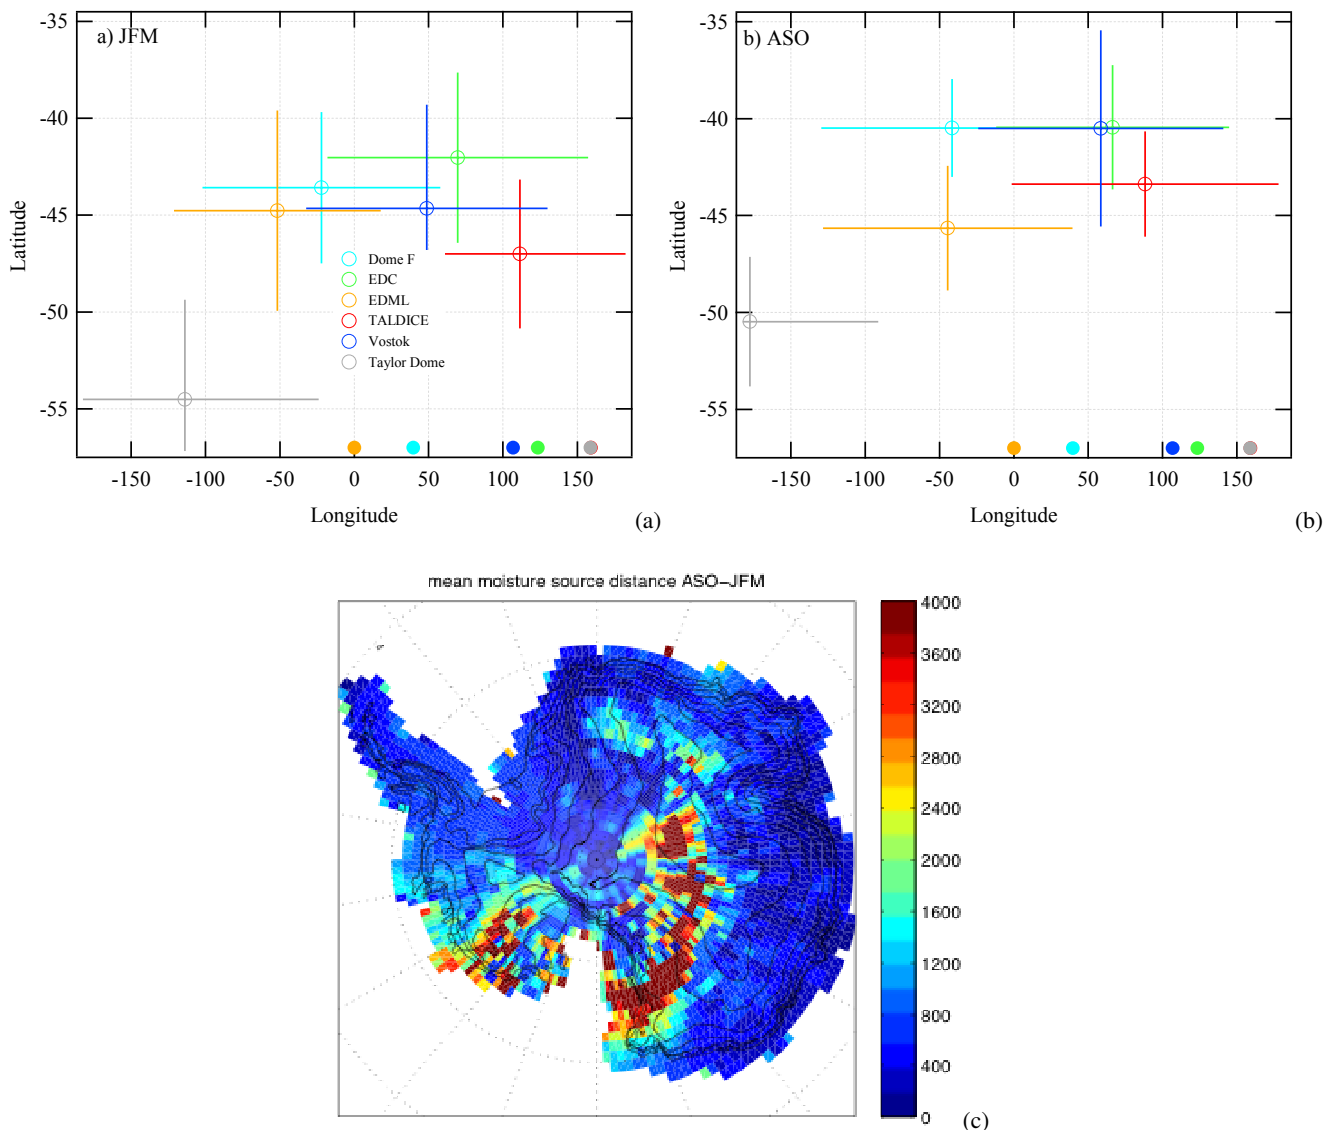 a) JFM
-35
-40
-45
-50
-55
Latitude
Dome F
EDC
EDML
TALDICE
Vostok
Taylor Dome
-150 -100 -50 0 50 100 150
Longitude
(a)
b) ASO
-35
-40
-45
-50
-55
Latitude
-150 -100 -50 0 50 100 150
Longitude
(b)
mean moisture source distance ASO-JFM
4000
3600
3200
2800
2400
2000
1600
1200
800
400
0
(c)